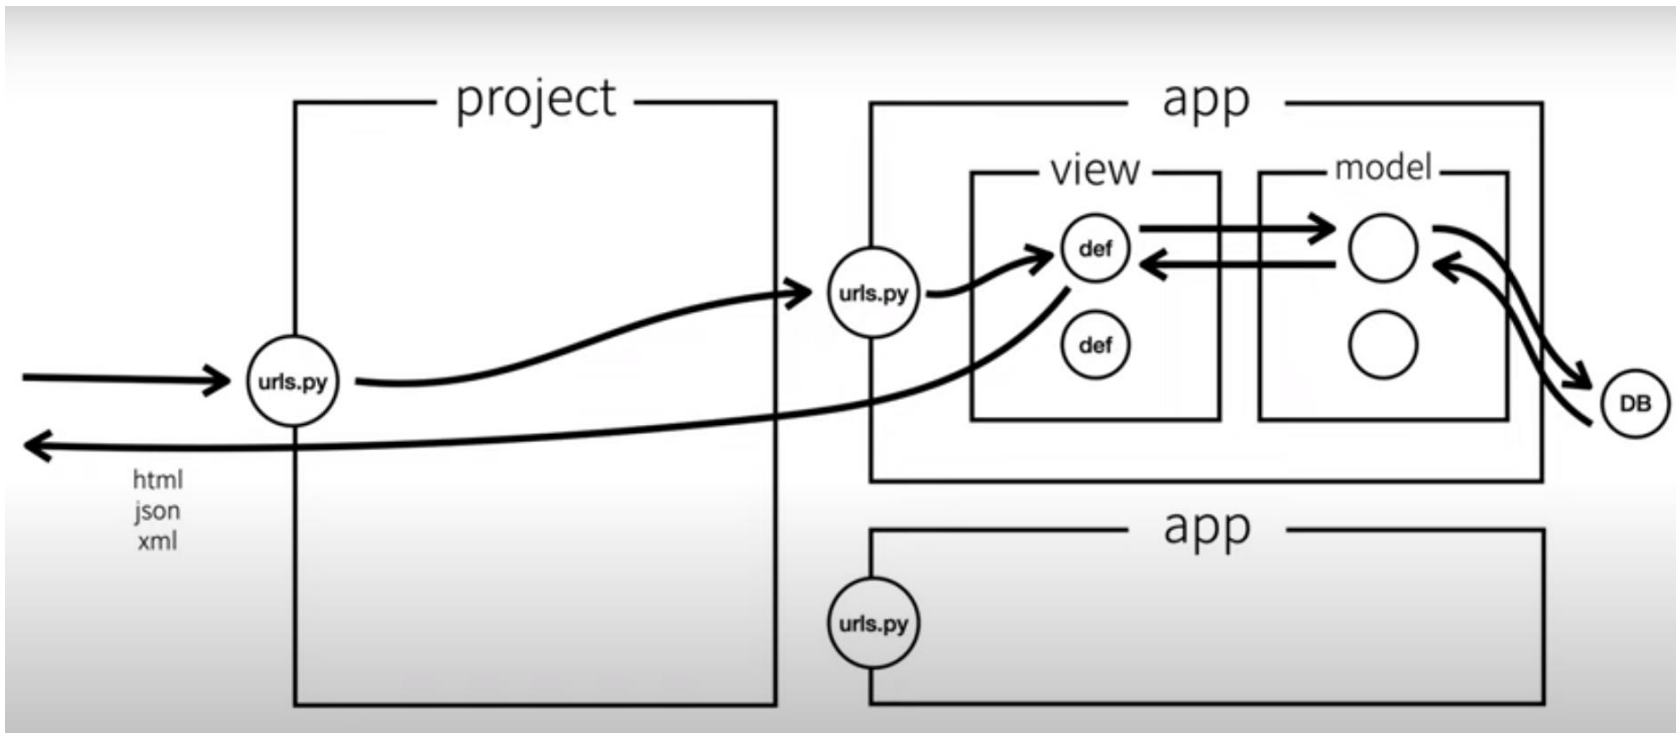 project
app
view
model
def
def
urls.py
urls.py
DB
html
json
xml
app
urls.py